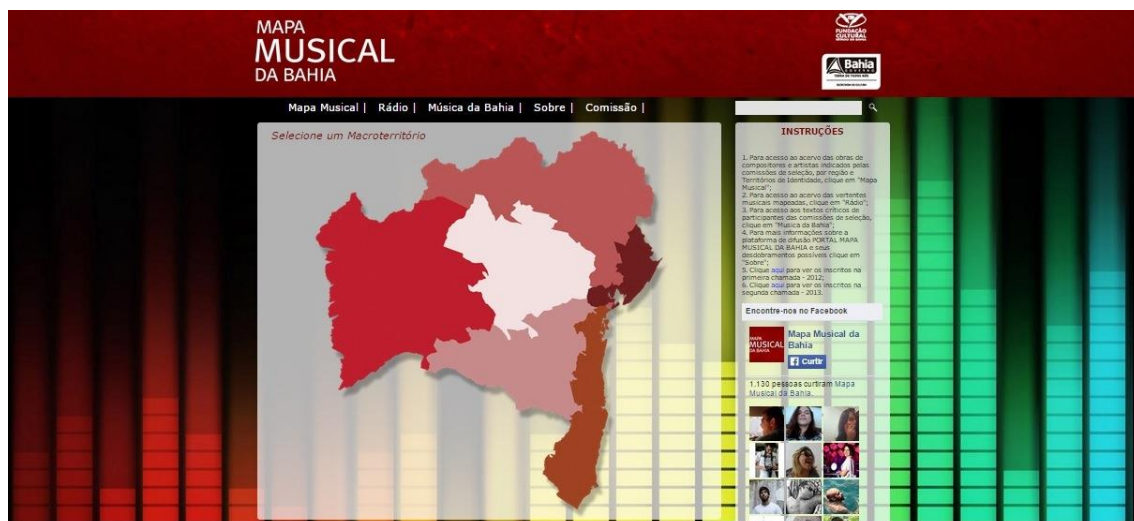 MAPA
MUSICAL
DA BAHIA
FUNDAÇÃO
CULTURAL
Bahia
Mapa Musical | Rádio | Música da Bahia | Sobre | Comissão |
Selecione um Macroterritório
INSTRUÇÕES
1. Para acesso ao acervo das obras de
compositores e artistas indicados pelas
comissões de seleção, por região e
Territórios de Identidade, clique em "Mapa
Musical";
2. Para acesso ao acervo das vertentes
musicais mapeadas, clique em "Rádio";
3. Para acesso aos textos críticos de
participantes das comissões de seleção,
clique em "Musica da Bahia";
4. Para mais informações sobre a
plataforma de difusão PORTAL MAPA
MUSICAL DA BAHIA e seus
desdobramentos possíveis clique em
"Sobre";
5. Clique aqui para ver os inscritos na
primeira chamada - 2012;
6. Clique aqui para ver os inscritos na
segunda chamada - 2013.
Encontre-nos no Facebook
MAPA
MUSICAL
DA BAHIA
Mapa Musical da
Bahia
Curtir
1.130 pessoas curtiram Mapa
Musical da Bahia.